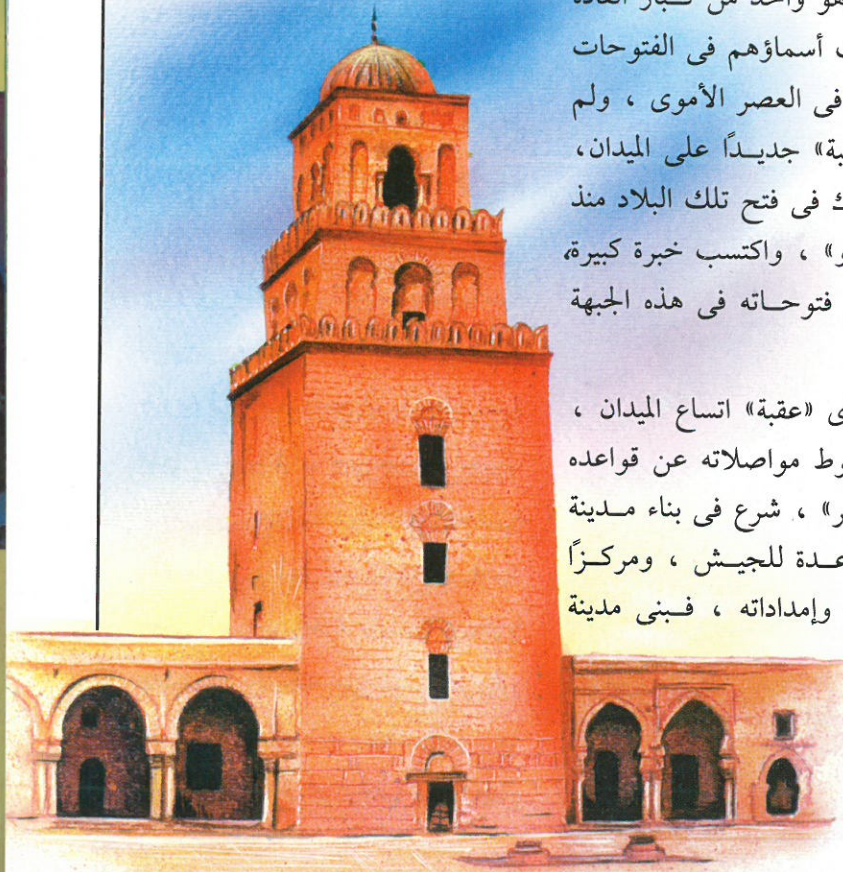 هو واحد من كبار القادة
أسماؤهم فى الفتوحات
فى العصر الأموى ، ولم
جديدًا على الميدان،
فى فتح تلك البلاد منذ
، واكتسب خبرة كبيرة،
فتوحاته فى هذه الجبهة
«عقبة» اتساع الميدان ،
مواصلاته عن قواعده
، شرع فى بناء مدينة
للجيش ، ومركزًا
وإمداداته ، فبنى مدينة